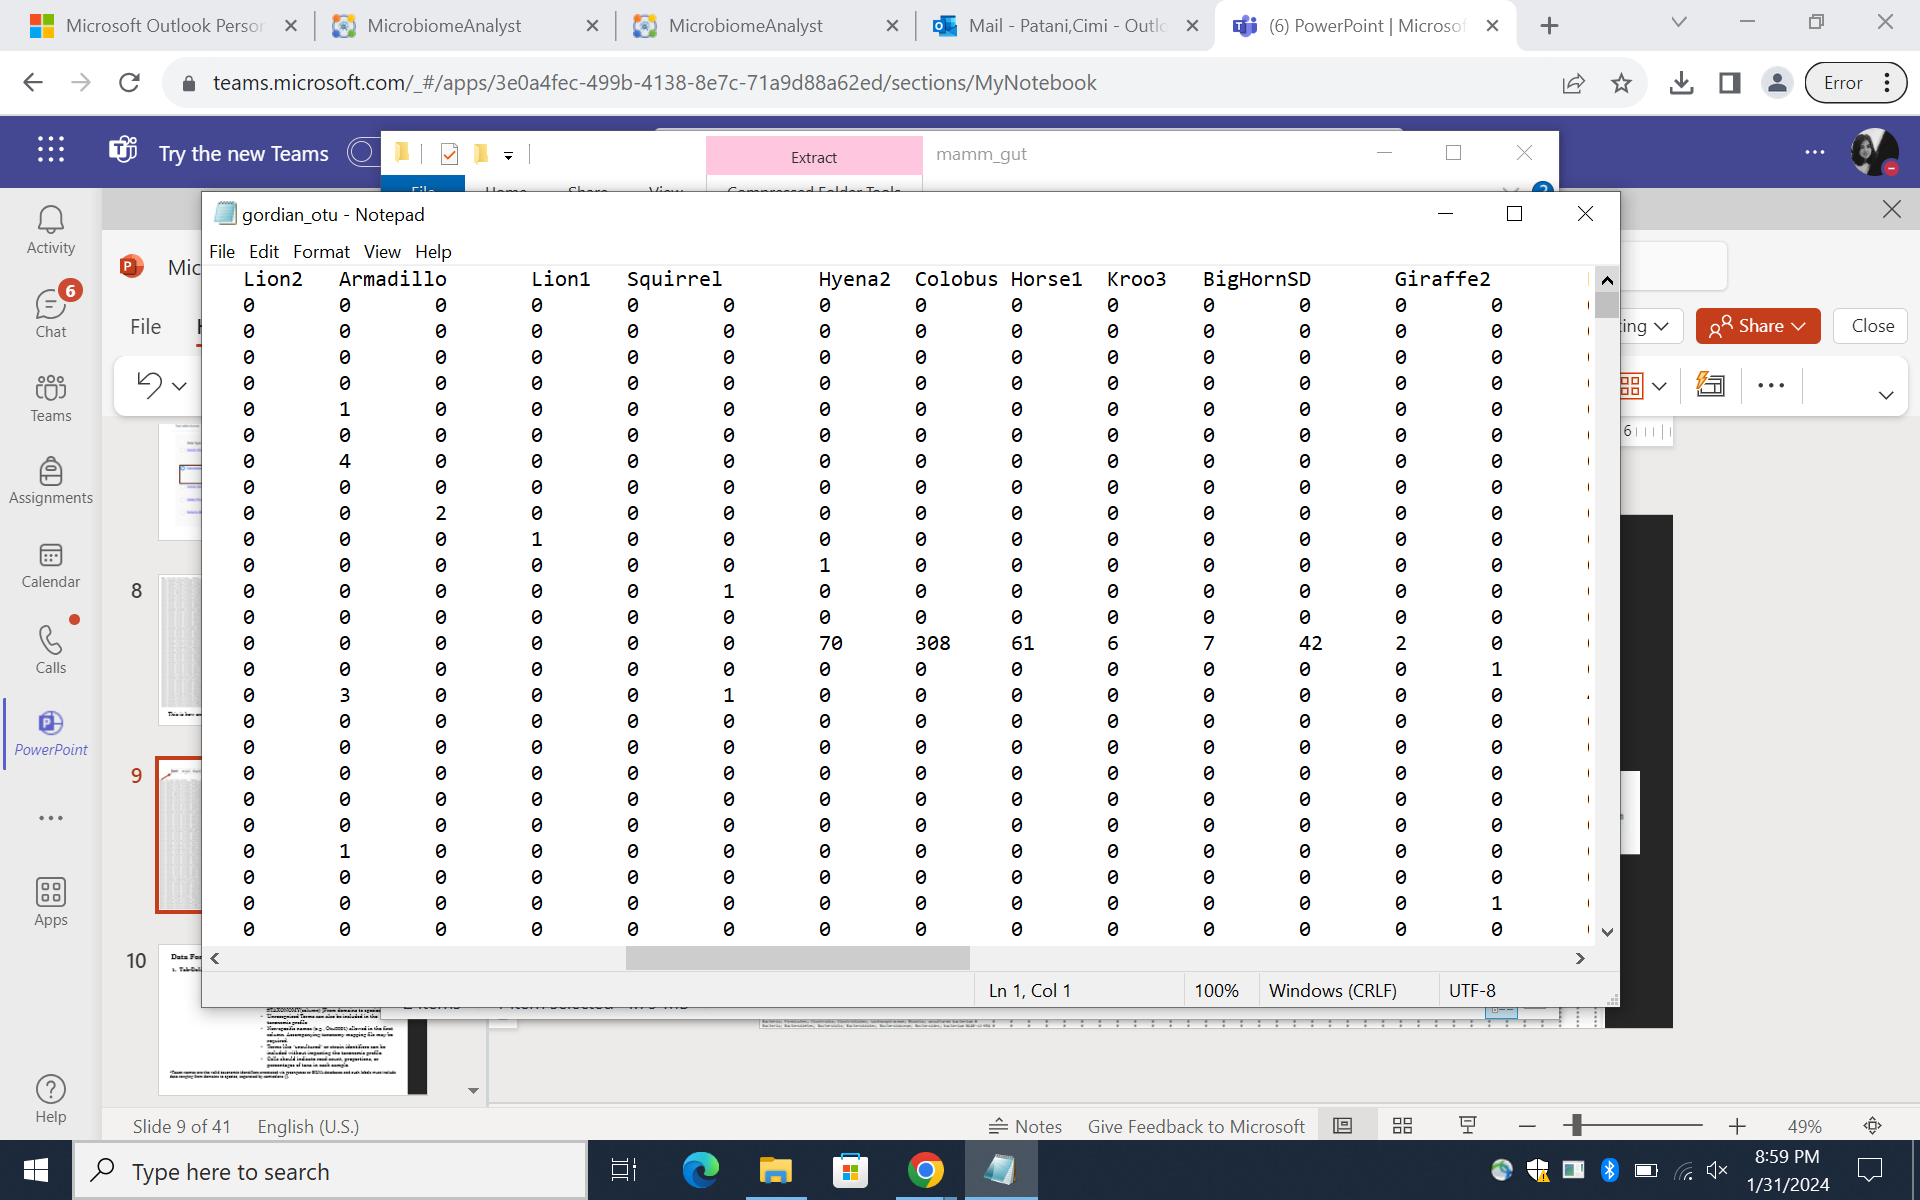 Microsoft Outlook Person
MicrobiomeAnalyst
MicrobiomeAnalyst
Mail - Patani,Cimi - Outlo
(6) PowerPoint | Microsof
teams.microsoft.com/_#/apps/3e0a4fec-499b-4138-8e7c-71a9d88a62ed/sections/MyNotebook
Error
Try the new Teams
Extract
mamm_gut
File Home Share View Compressed Folder Tools
gordian_otu - Notepad
File Edit Format View Help
Lion2 Armadillo Lion1 Squirrel Hyena2 Colobus Horse1 Kroo3 BigHornSD Giraffe2
0 0 0 0 0 0 0 0 0 0 0 0 0 0
0 0 0 0 0 0 0 0 0 0 0 0 0 0
0 0 0 0 0 0 0 0 0 0 0 0 0 0
0 0 0 0 0 0 0 0 0 0 0 0 0 0
0 1 0 0 0 0 0 0 0 0 0 0 0 0
0 0 0 0 0 0 0 0 0 0 0 0 0 0
0 4 0 0 0 0 0 0 0 0 0 0 0 0
0 0 0 0 0 0 0 0 0 0 0 0 0 0
0 0 2 0 0 0 0 0 0 0 0 0 0 0
0 0 0 1 0 0 0 0 0 0 0 0 0 0
0 0 0 0 0 0 1 0 0 0 0 0 0 0
0 0 0 0 0 1 0 0 0 0 0 0 0 0
0 0 0 0 0 0 0 0 0 0 0 0 0 0
0 0 0 0 0 0 70 308 61 6 7 42 2 0
0 0 0 0 0 0 0 0 0 0 0 0 0 1
0 3 0 0 0 1 0 0 0 0 0 0 0 0
0 0 0 0 0 0 0 0 0 0 0 0 0 0
0 0 0 0 0 0 0 0 0 0 0 0 0 0
0 0 0 0 0 0 0 0 0 0 0 0 0 0
0 0 0 0 0 0 0 0 0 0 0 0 0 0
0 0 0 0 0 0 0 0 0 0 0 0 0 0
0 1 0 0 0 0 0 0 0 0 0 0 0 0
0 0 0 0 0 0 0 0 0 0 0 0 0 0
0 0 0 0 0 0 0 0 0 0 0 0 0 1
0 0 0 0 0 0 0 0 0 0 0 0 0 0
Ln 1, Col 1
100%
Windows (CRLF)
UTF-8
Activity
6
Chat
Teams
Assignments
Calendar
Calls
PowerPoint
Apps
Help
Mic
File
ing
Share
Close
6
8
9
10
Data For
Slide 9 of 41
English (U.S.)
Notes
Give Feedback to Microsoft
49%
Type here to search
8:59 PM
1/31/2024